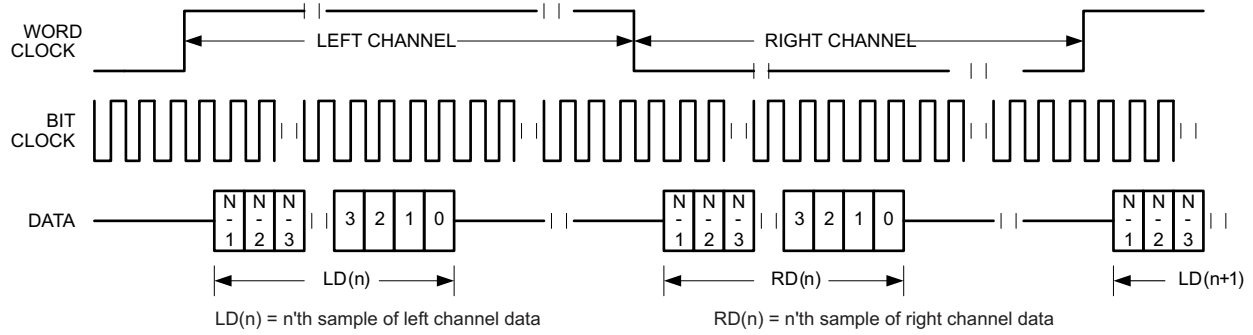 WORD
CLOCK
LEFT CHANNEL
RIGHT CHANNEL
BIT
CLOCK
DATA
N
-
1
N
-
2
N
-
3
3
2
1
0
N
-
1
N
-
2
N
-
3
3
2
1
0
N
-
1
N
-
2
N
-
3
LD(n)
RD(n)
LD(n+1)
LD(n) = n'th sample of left channel data
RD(n) = n'th sample of right channel data